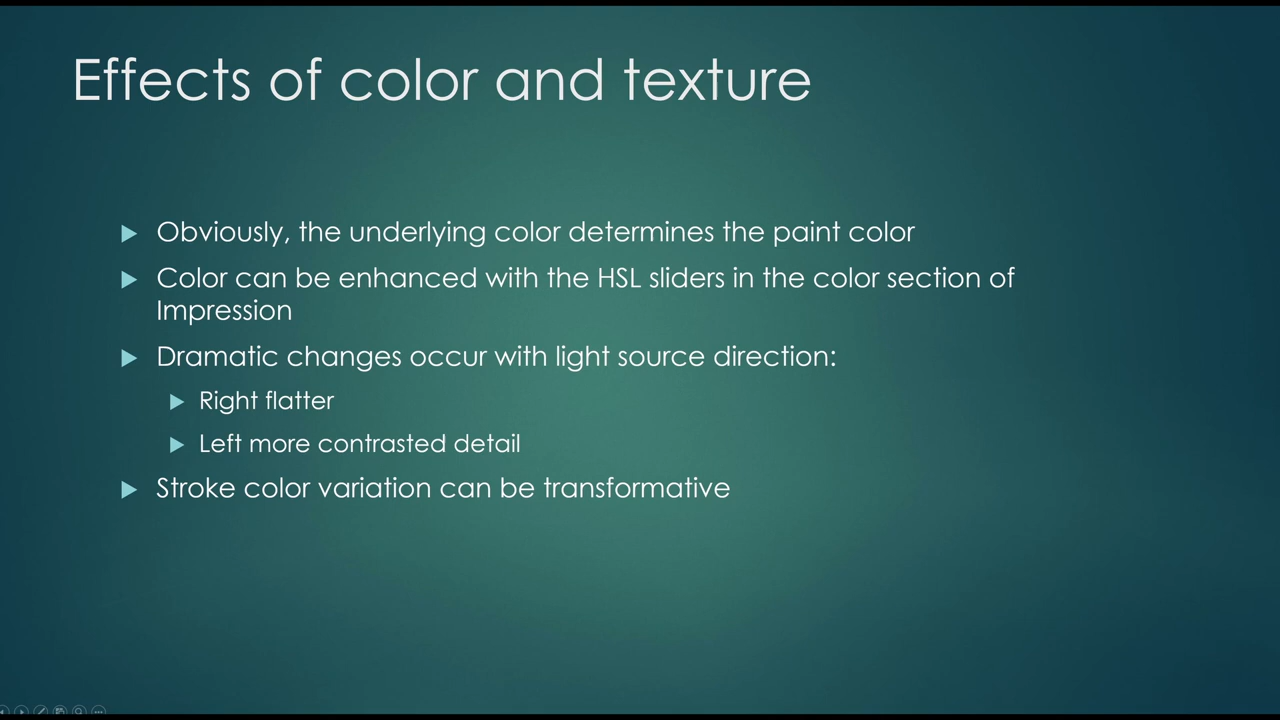 Effects of color and texture
Obviously, the underlying color determines the paint color
Color can be enhanced with the HSL sliders in the color section of
Impression
Dramatic changes occur with light source direction:
Right flatter
Left more contrasted detail
Stroke color variation can be transformative